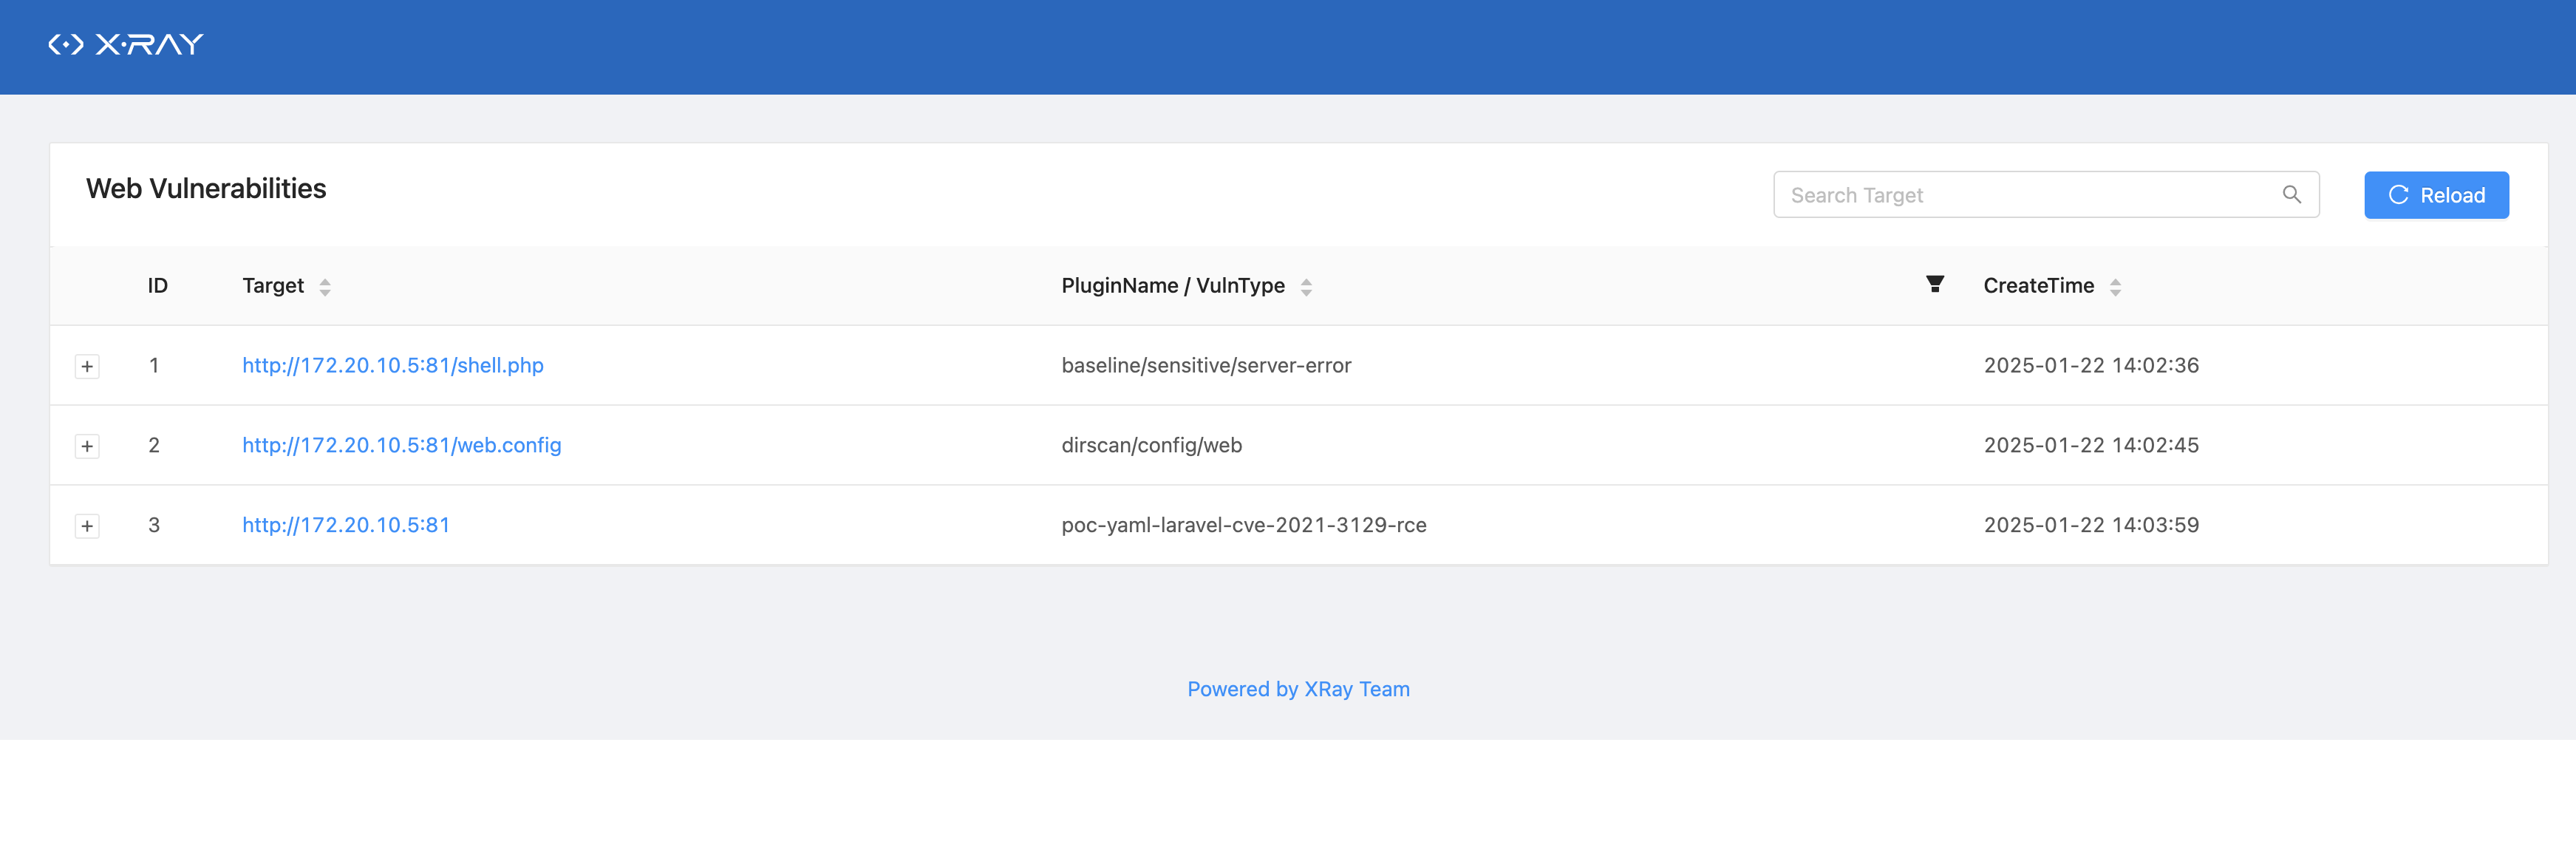 X·RAY
Web Vulnerabilities
Search Target
Reload
ID Target PluginName / VulnType CreateTime
1 http://172.20.10.5:81/shell.php baseline/sensitive/server-error 2025-01-22 14:02:36
2 http://172.20.10.5:81/web.config dirscan/config/web 2025-01-22 14:02:45
3 http://172.20.10.5:81 poc-yaml-laravel-cve-2021-3129-rce 2025-01-22 14:03:59
Powered by XRay Team